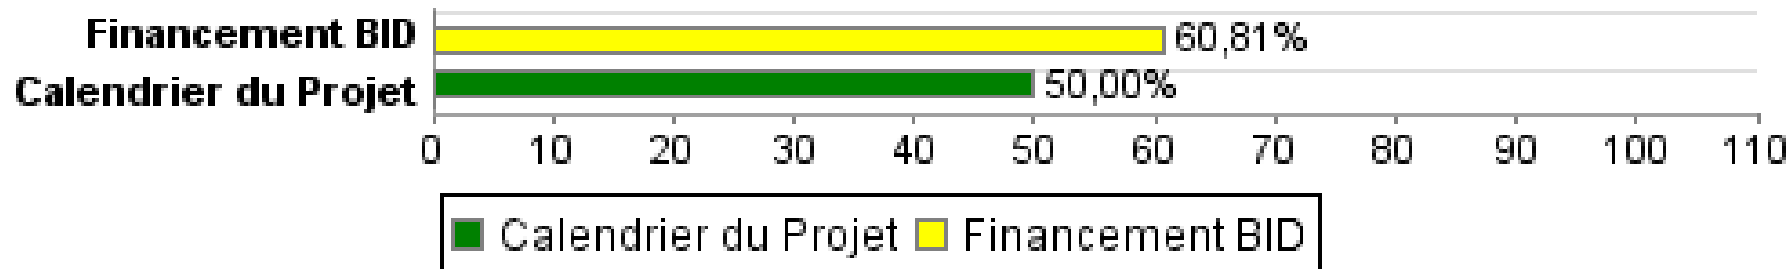 Financement BID
60,81%
Calendrier du Projet
50,00%
0 10 20 30 40 50 60 70 80 90 100 110
Calendrier du Projet Financement BID